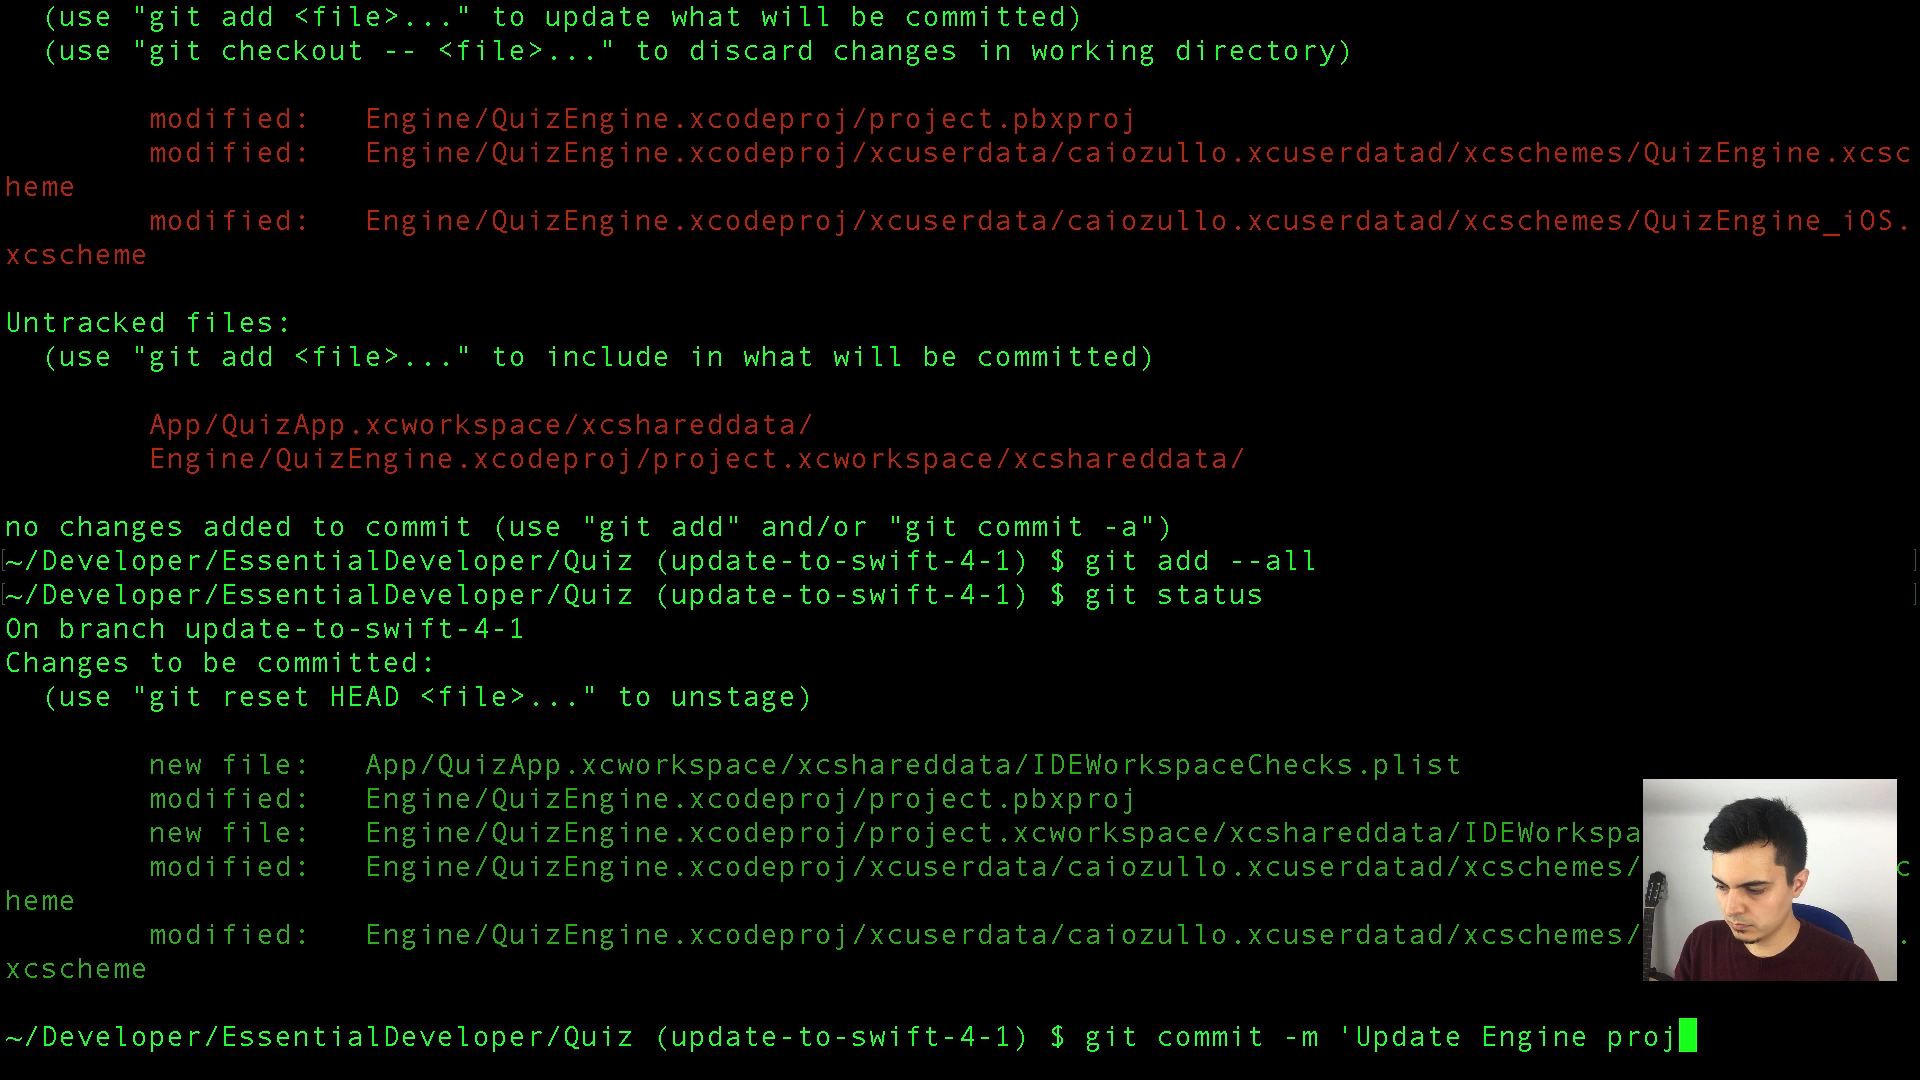 (use "git add <file>..." to update what will be committed)
(use "git checkout -- <file>..." to discard changes in working directory)
modified:   Engine/QuizEngine.xcodeproj/project.pbxproj
modified:   Engine/QuizEngine.xcodeproj/xcuserdata/caiozullo.xcuserdatad/xcschemes/QuizEngine.xcsc
heme
modified:   Engine/QuizEngine.xcodeproj/xcuserdata/caiozullo.xcuserdatad/xcschemes/QuizEngine_iOS.
xcscheme
Untracked files:
(use "git add <file>..." to include in what will be committed)
App/QuizApp.xcworkspace/xcshareddata/
Engine/QuizEngine.xcodeproj/project.xcworkspace/xcshareddata/
no changes added to commit (use "git add" and/or "git commit -a")
[~/Developer/EssentialDeveloper/Quiz (update-to-swift-4-1) $ git add --all ]
[~/Developer/EssentialDeveloper/Quiz (update-to-swift-4-1) $ git status ]
On branch update-to-swift-4-1
Changes to be committed:
(use "git reset HEAD <file>..." to unstage)
new file:   App/QuizApp.xcworkspace/xcshareddata/IDEWorkspaceChecks.plist
modified:   Engine/QuizEngine.xcodeproj/project.pbxproj
new file:   Engine/QuizEngine.xcodeproj/project.xcworkspace/xcshareddata/IDEWorkspa
modified:   Engine/QuizEngine.xcodeproj/xcuserdata/caiozullo.xcuserdatad/xcschemes/ c
heme
modified:   Engine/QuizEngine.xcodeproj/xcuserdata/caiozullo.xcuserdatad/xcschemes/ .
xcscheme
~/Developer/EssentialDeveloper/Quiz (update-to-swift-4-1) $ git commit -m 'Update Engine proj